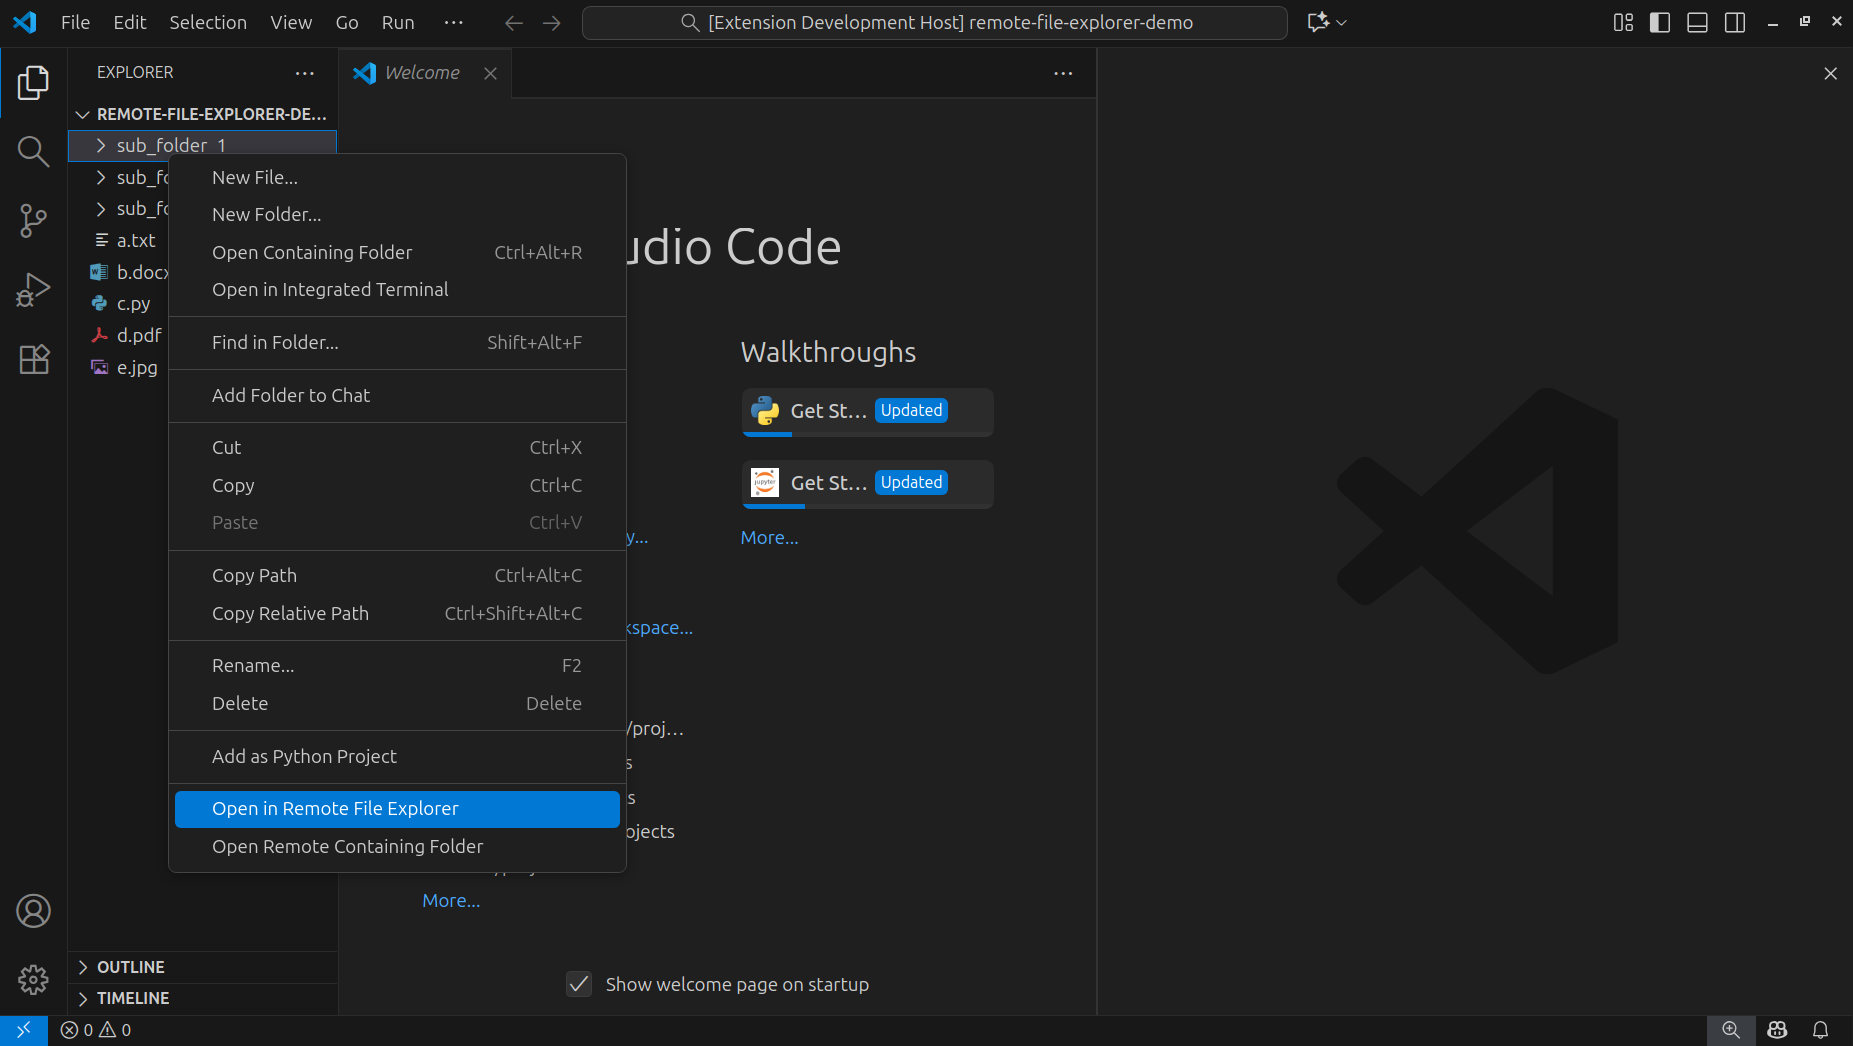 File Edit Selection View Go Run ...
[Extension Development Host] remote-file-explorer-demo
EXPLORER
Welcome
REMOTE-FILE-EXPLORER-DE...
sub_folder_1
sub_fo
sub_fo
a.txt
b.docx
c.py
d.pdf
e.jpg
New File...
New Folder...
Open Containing Folder Ctrl+Alt+R
Open in Integrated Terminal
Find in Folder... Shift+Alt+F
Add Folder to Chat
Cut Ctrl+X
Copy Ctrl+C
Paste Ctrl+V
Copy Path Ctrl+Alt+C
Copy Relative Path Ctrl+Shift+Alt+C
Rename... F2
Delete Delete
Add as Python Project
Open in Remote File Explorer
Open Remote Containing Folder
udio Code
y...
kspace...
/proj...
s
s
ojects
More...
Walkthroughs
Get St... Updated
jupyter
Get St... Updated
More...
Show welcome page on startup
OUTLINE
TIMELINE
0 0